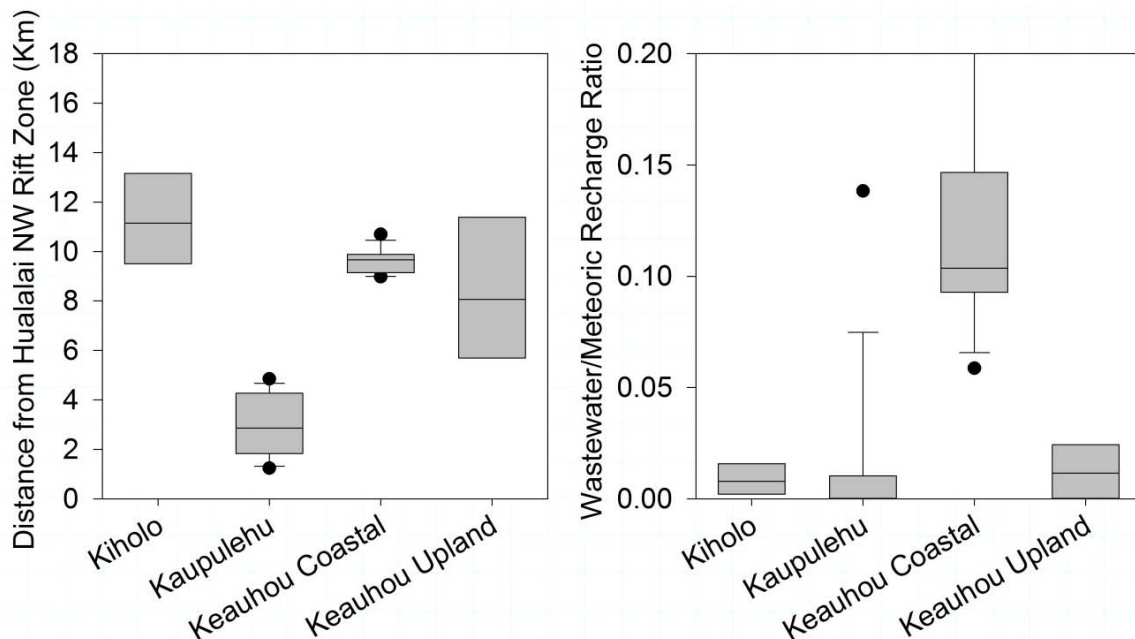 Distance from Hualalai NW Rift Zone (Km)
18
16
14
12
10
8
6
4
2
0
Kiholo
Kaupulehu
Keauhou Coastal
Keauhou Upland
Wastewater/Meteoric Recharge Ratio
0.20
0.15
0.10
0.05
0.00
Kiholo
Kaupulehu
Keauhou Coastal
Keauhou Upland